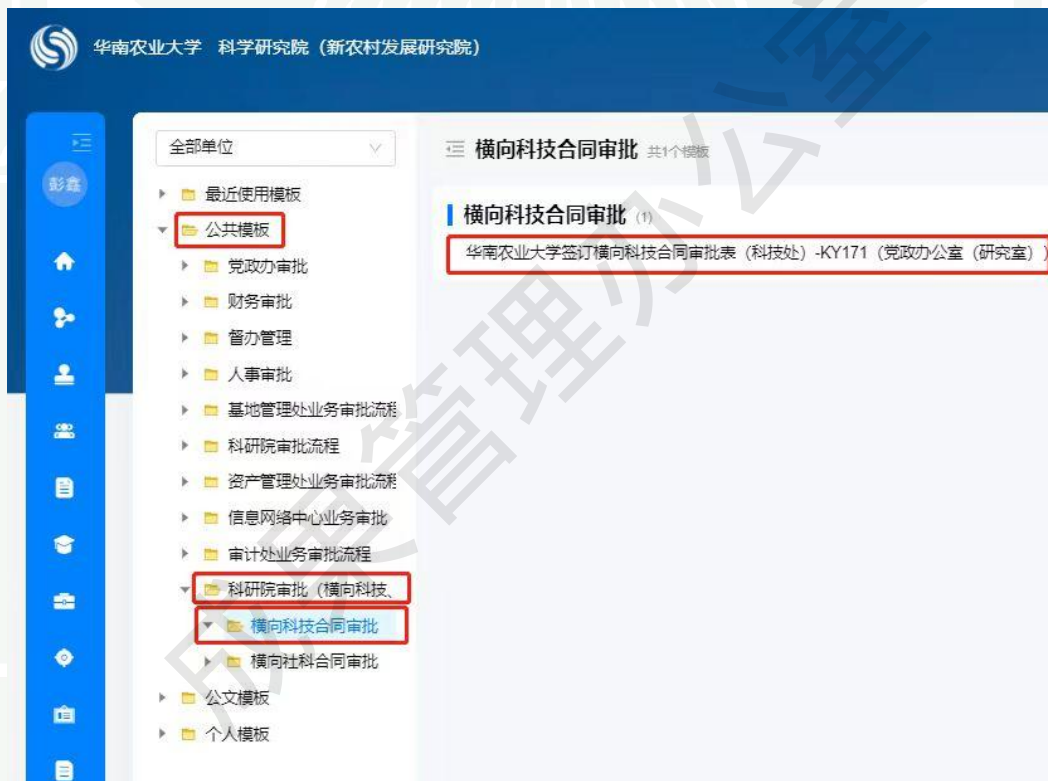 华南农业大学 科学研究院（新农村发展研究院）
彭鑫
全部单位
最近使用模板
公共模板
党政办审批
财务审批
督办管理
人事审批
基地管理处业务审批流程
科研院审批流程
资产管理处业务审批流程
信息网络中心业务审批
审计处业务审批流程
科研院审批（横向科技、
横向科技合同审批
横向社科合同审批
公文模板
个人模板
横向科技合同审批 共1个模板
横向科技合同审批 (1)
华南农业大学签订横向科技合同审批表（科技处）-KY171（党政办公室（研究室））
成果管理办公室